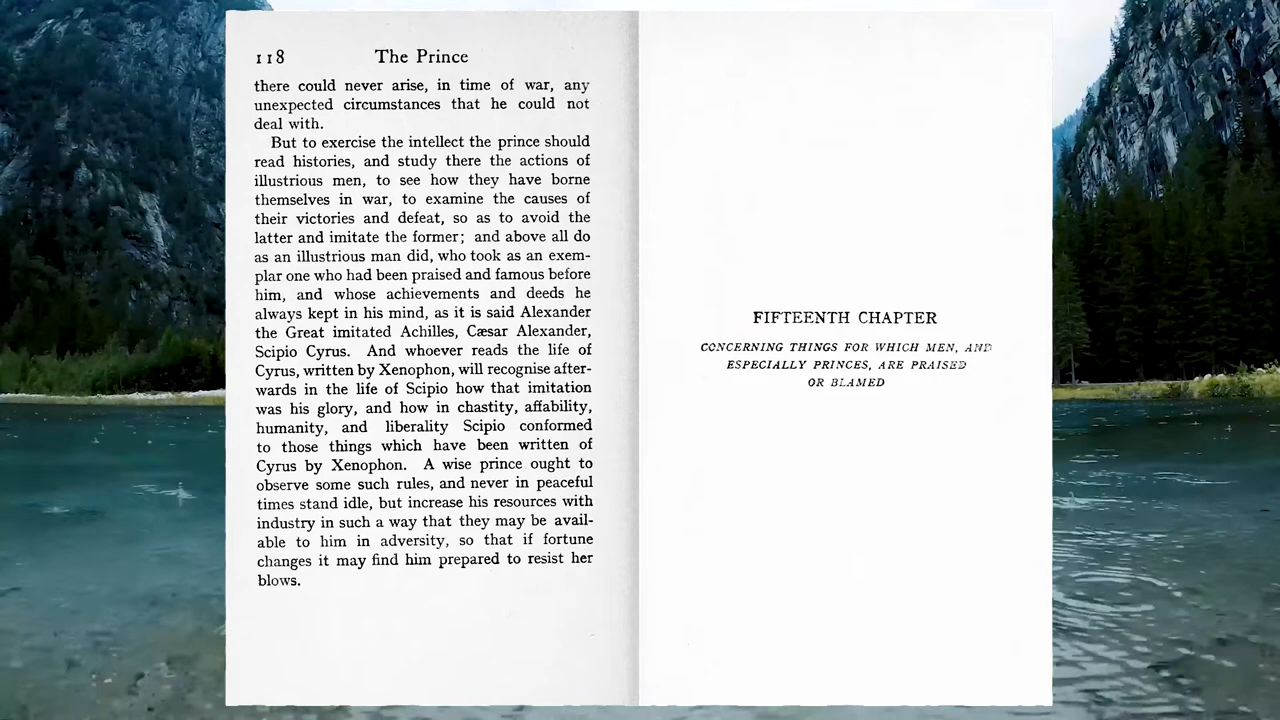 118 The Prince
there could never arise, in time of war, any
unexpected circumstances that he could not
deal with.
But to exercise the intellect the prince should
read histories, and study there the actions of
illustrious men, to see how they have borne
themselves in war, to examine the causes of
their victories and defeat, so as to avoid the
latter and imitate the former; and above all do
as an illustrious man did, who took as an exem-
plar one who had been praised and famous before
him, and whose achievements and deeds he
always kept in his mind, as it is said Alexander
the Great imitated Achilles, Cæsar Alexander,
Scipio Cyrus. And whoever reads the life of
Cyrus, written by Xenophon, will recognise after-
wards in the life of Scipio how that imitation
was his glory, and how in chastity, affability,
humanity, and liberality Scipio conformed
to those things which have been written of
Cyrus by Xenophon. A wise prince ought to
observe some such rules, and never in peaceful
times stand idle, but increase his resources with
industry in such a way that they may be avail-
able to him in adversity, so that if fortune
changes it may find him prepared to resist her
blows.
FIFTEENTH CHAPTER
CONCERNING THINGS FOR WHICH MEN, AND
ESPECIALLY PRINCES, ARE PRAISED
OR BLAMED